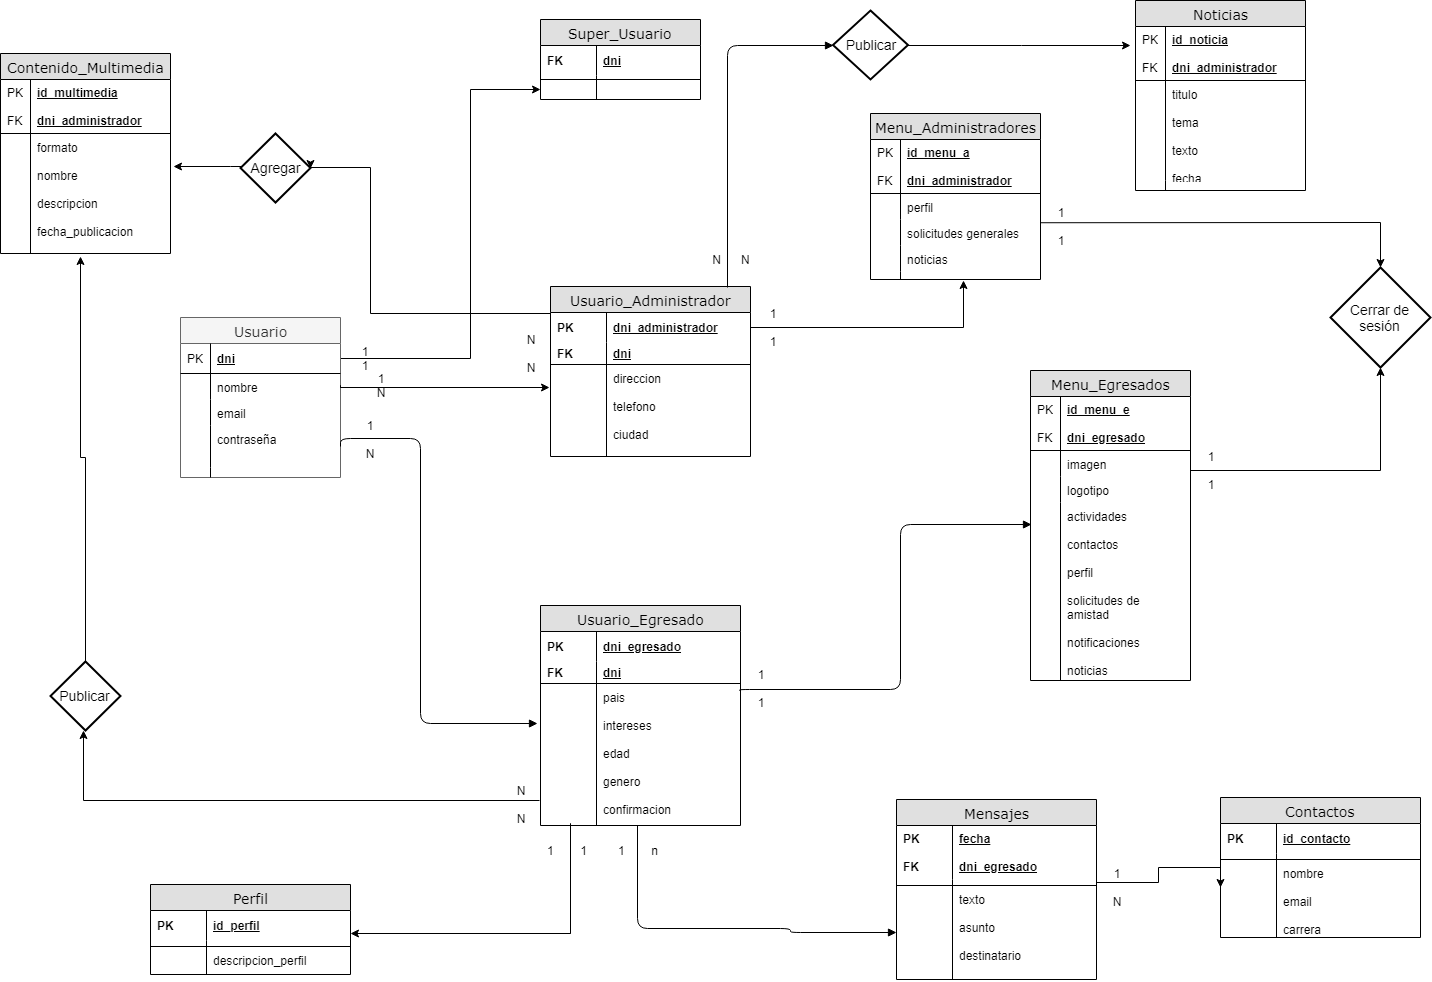 Contenido_Multimedia
PK id_multimedia
FK dni_administrador
formato
nombre
descripcion
fecha_publicacion
Agregar
Super_Usuario
FK dni
Publicar
Noticias
PK id_noticia
FK dni_administrador
titulo
tema
texto
fecha
Menu_Administradores
PK id_menu_a
FK dni_administrador
perfil
solicitudes generales
noticias
1
1
Cerrar de
sesión
N N
Usuario_Administrador
PK dni_administrador
FK dni
direccion
telefono
ciudad
1
1
N
N
Usuario
PK dni
nombre
email
contraseña
1
1
1
N
1
N
Menu_Egresados
PK id_menu_e
FK dni_egresado
imagen
logotipo
actividades
contactos
perfil
solicitudes de
amistad
notificaciones
noticias
1
1
Usuario_Egresado
PK dni_egresado
FK dni
pais
intereses
edad
genero
confirmacion
1
1
Publicar
N
N
1 1 1 n
Perfil
PK id_perfil
descripcion_perfil
Mensajes
PK fecha
FK dni_egresado
texto
asunto
destinatario
1
N
Contactos
PK id_contacto
nombre
email
carrera